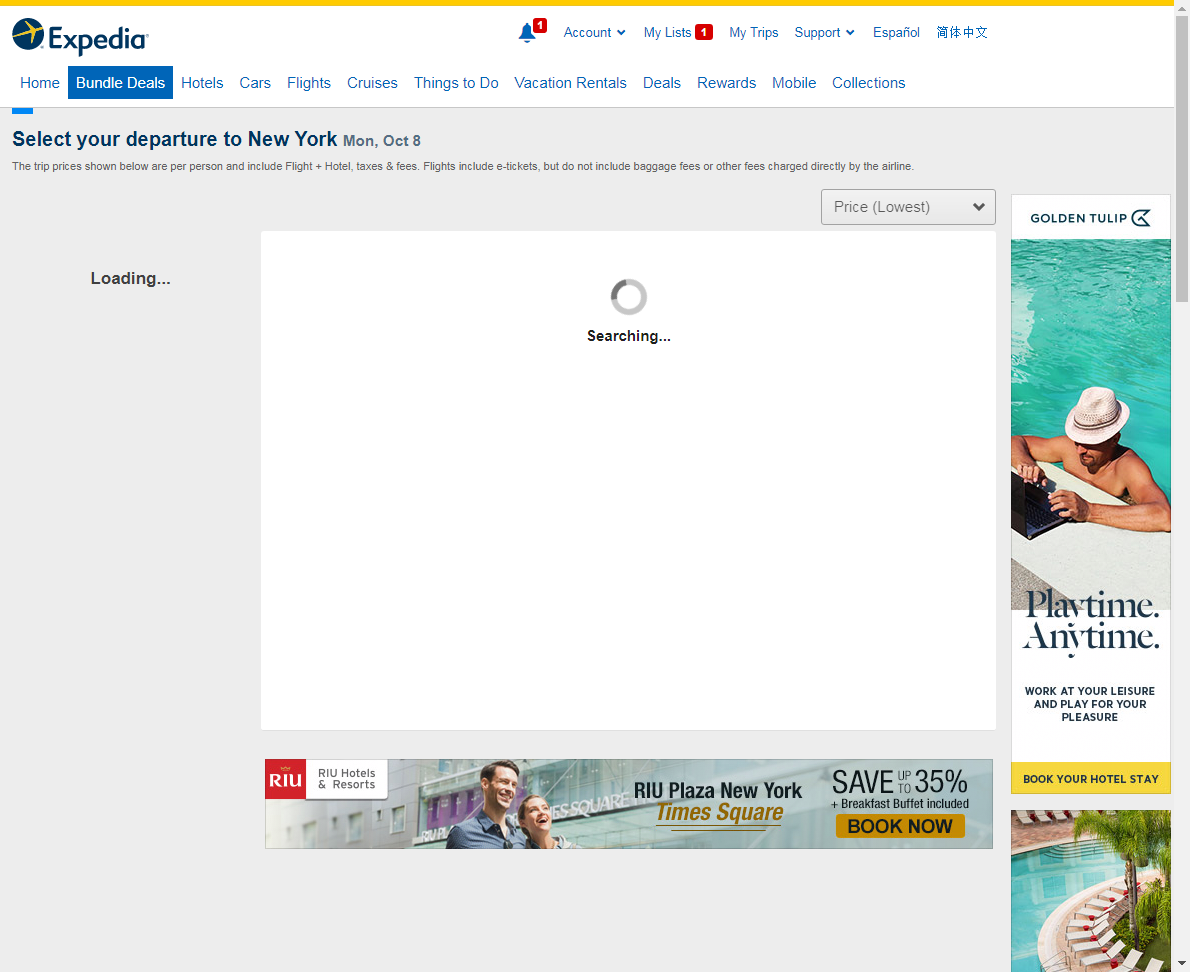 1
Expedia
Account
My Lists 1
My Trips
Support
Español
简体中文
Home
Bundle Deals
Hotels
Cars
Flights
Cruises
Things to Do
Vacation Rentals
Deals
Rewards
Mobile
Collections
Select your departure to New York Mon, Oct 8
The trip prices shown below are per person and include Flight + Hotel, taxes & fees. Flights include e-tickets, but do not include baggage fees or other fees charged directly by the airline.
Price (Lowest)
Loading...
Searching...
GOLDEN TULIP
Playtime.
Anytime.
WORK AT YOUR LEISURE
AND PLAY FOR YOUR
PLEASURE
BOOK YOUR HOTEL STAY
RIU
RIU Hotels
& Resorts
RIU PLAZA
TIMES SQUARE
RIU Plaza New York
Times Square
SAVE UP TO 35%
+ Breakfast Buffet included
BOOK NOW